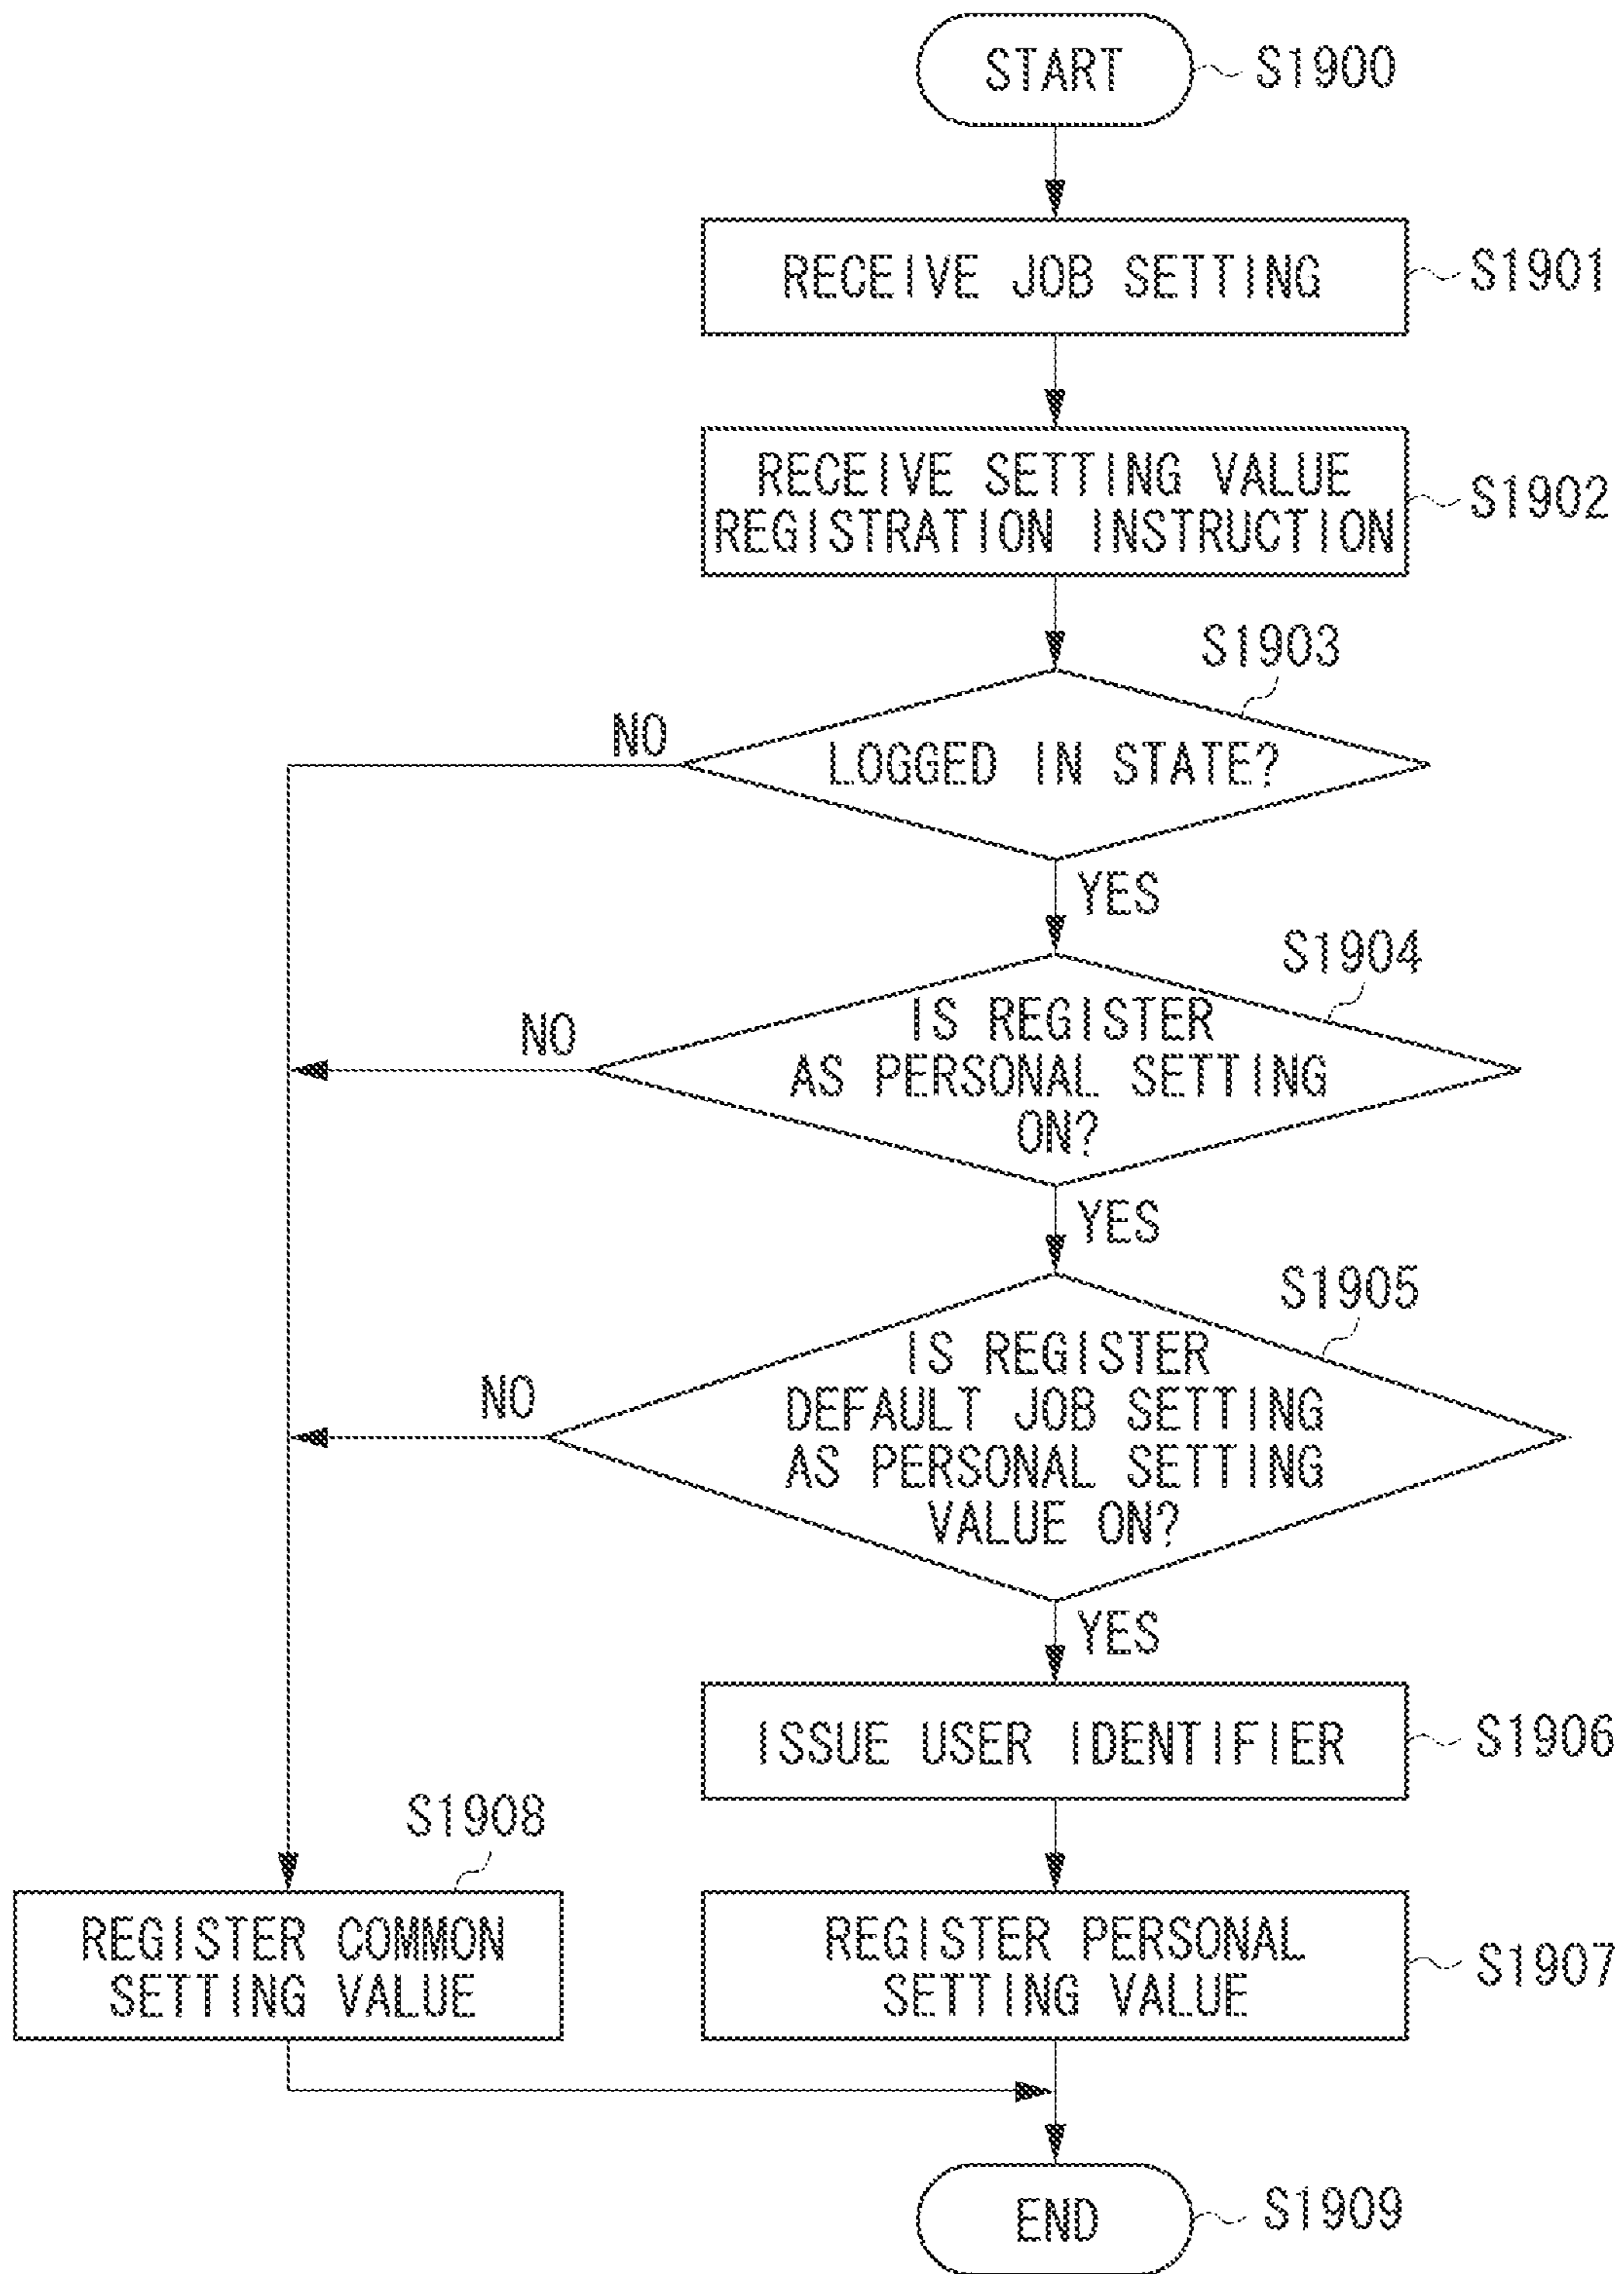 START
S1900
RECEIVE JOB SETTING
S1901
RECEIVE SETTING VALUE
REGISTRATION INSTRUCTION
S1902
S1903
NO
LOGGED IN STATE?
YES
S1904
NO
IS REGISTER
AS PERSONAL SETTING
ON?
YES
S1905
NO
IS REGISTER
DEFAULT JOB SETTING
AS PERSONAL SETTING
VALUE ON?
YES
ISSUE USER IDENTIFIER
S1906
S1908
REGISTER COMMON
SETTING VALUE
REGISTER PERSONAL
SETTING VALUE
S1907
END
S1909